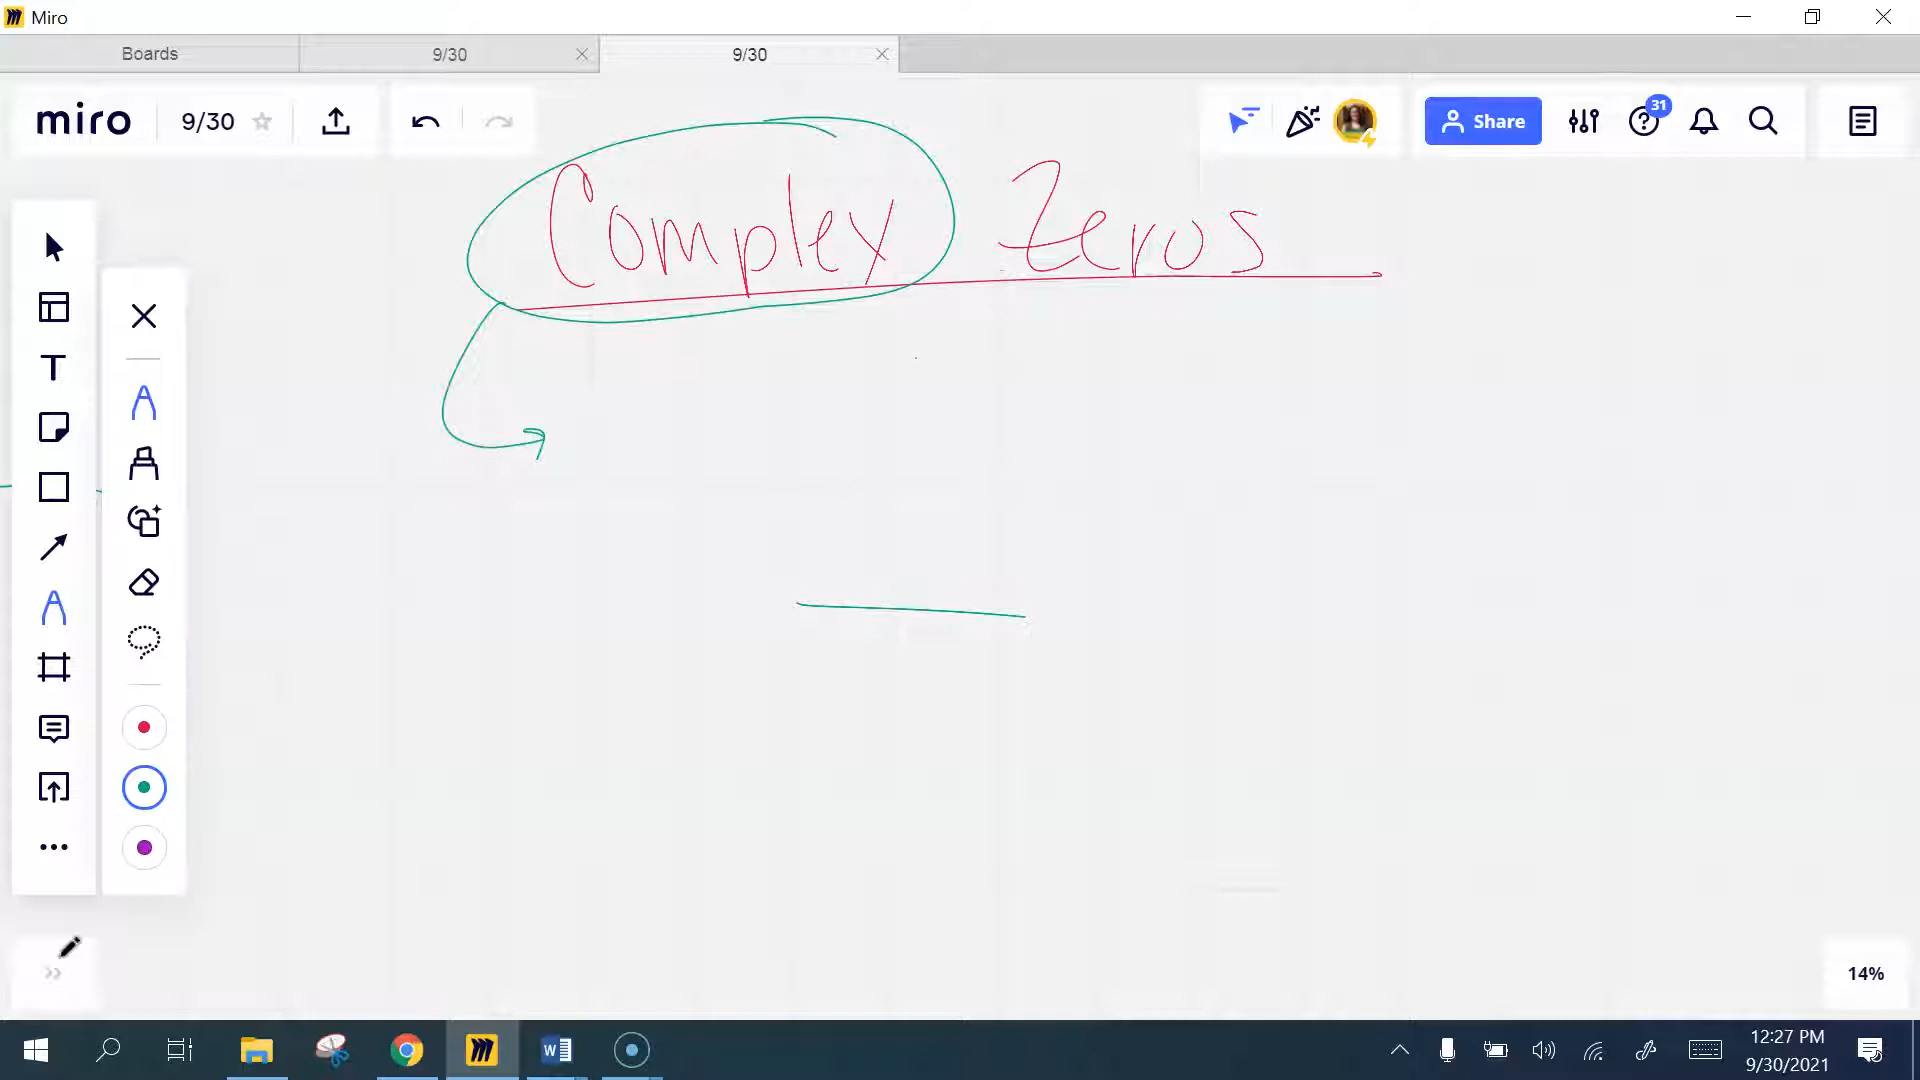 Miro
Boards 9/30 9/30
miro 9/30 Share 31
Complex Zeros
T
14%
W
12:27 PM
9/30/2021